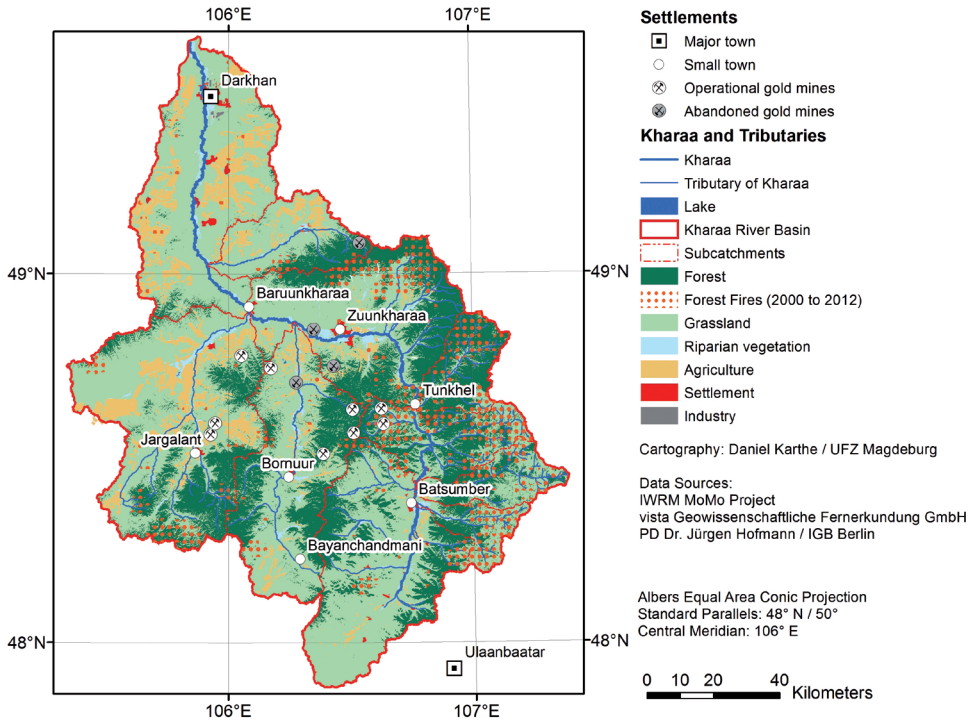 106°E
107°E
Darkhan
49°N
49°N
Baruunkharaa
Zuunkharaa
Tunkhel
Jargalant
Bornuur
Batsumber
Bayanchandmani
48°N
48°N
Ulaanbaatar
106°E
107°E
Settlements
Major town
Small town
Operational gold mines
Abandoned gold mines
Kharaa and Tributaries
Kharaa
Tributary of Kharaa
Lake
Kharaa River Basin
Subcatchments
Forest
Forest Fires (2000 to 2012)
Grassland
Riparian vegetation
Agriculture
Settlement
Industry
Cartography: Daniel Karthe / UFZ Magdeburg
Data Sources:
IWRM MoMo Project
vista Geowissenschaftliche Fernerkundung GmbH
PD Dr. Jürgen Hofmann / IGB Berlin
Albers Equal Area Conic Projection
Standard Parallels: 48° N / 50°
Central Meridian: 106° E
0 10 20 40
Kilometers